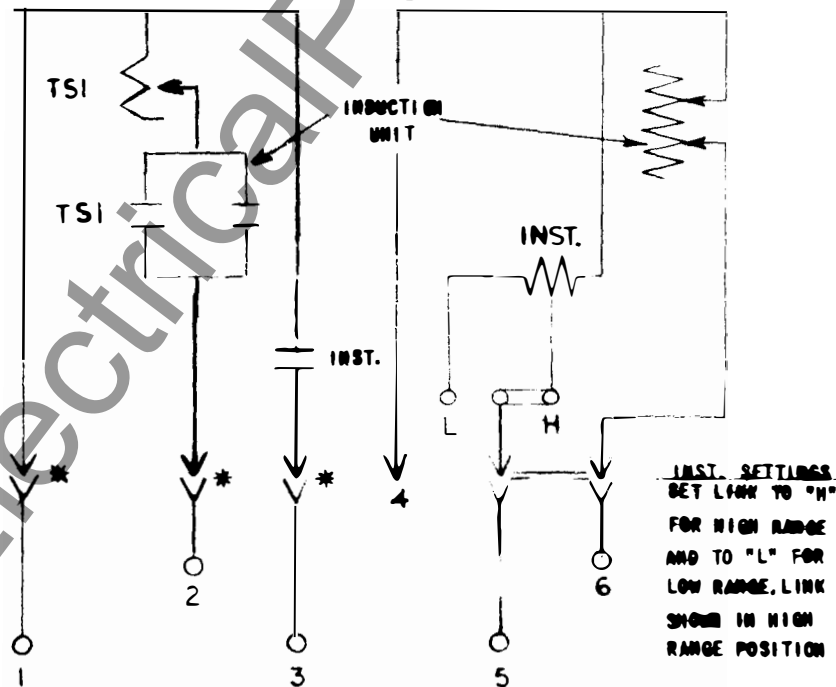 TSI
INDUCTION
UNIT
TSI
INST.
INST.
L
H
*
*
*
4
2
6
1
3
5
INST. SETTINGS
SET LINK TO "H"
FOR HIGH RANGE
AND TO "L" FOR
LOW RANGE. LINK
SHOWN IN HIGH
RANGE POSITION
ElectricalP